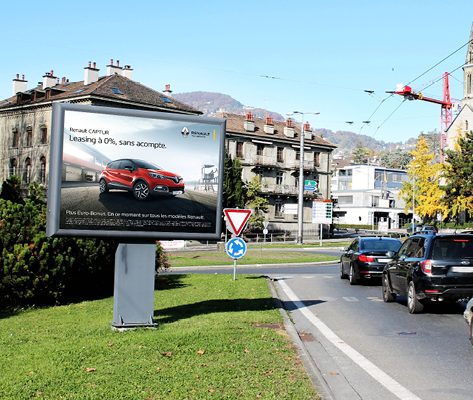 Renault CAPTUR
Leasing à 0%, sans acompte.
RENAULT
Plus Euro-Bonus. En ce moment sur tous les modèles Renault.